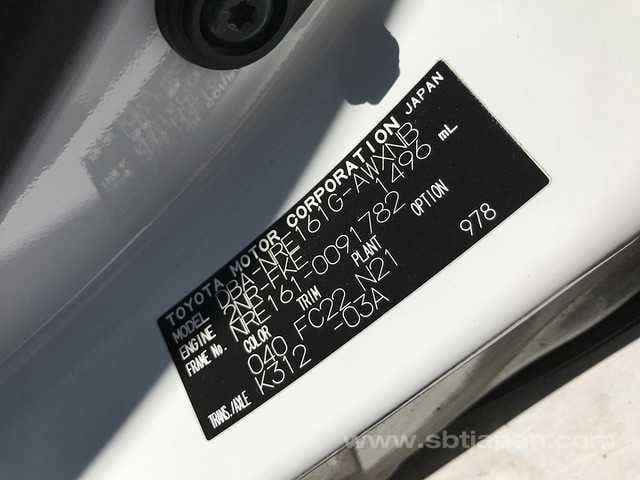 TOYOTA MOTOR CORPORATION JAPAN
MODEL DBA-NRE161G-AWXNB
ENGINE 2NR-FKE 1496 mL
FRAME No. NRE161-0091782
COLOR TRIM PLANT OPTION
040 FC22 N21 978
TRANS./AXLE K312 -03A
www.sbtjapan.com